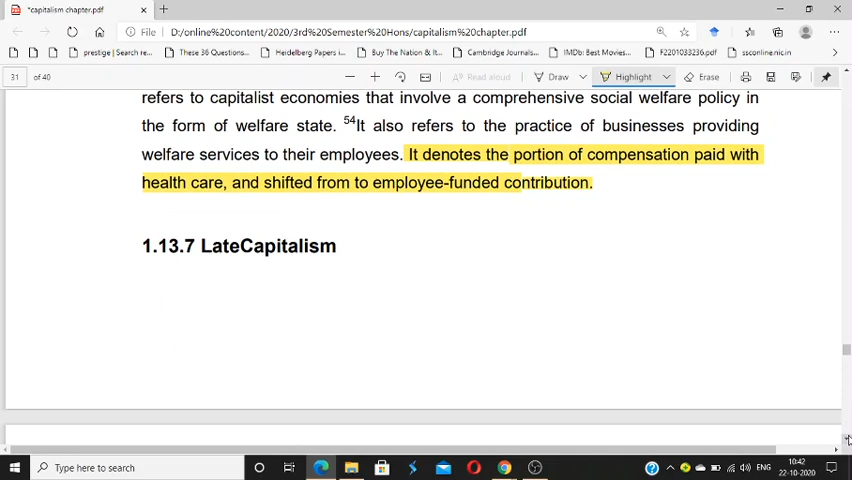 *capitalism chapter.pdf
File D:/online%20content/2020/3rd%20Semester%20Hons/capitalism%20chapter.pdf
prestige | Search re... These 36 Questions... Heidelberg Papers i... Buy The Nation & It... Cambridge Journals... IMDb: Best Movies... F2201033236.pdf ssconline.nic.in
31 of 40 Read aloud Draw Highlight Erase
refers to capitalist economies that involve a comprehensive social welfare policy in
the form of welfare state. 54It also refers to the practice of businesses providing
welfare services to their employees. It denotes the portion of compensation paid with
health care, and shifted from to employee-funded contribution.
1.13.7 LateCapitalism
Type here to search ENG 10:42
22-10-2020